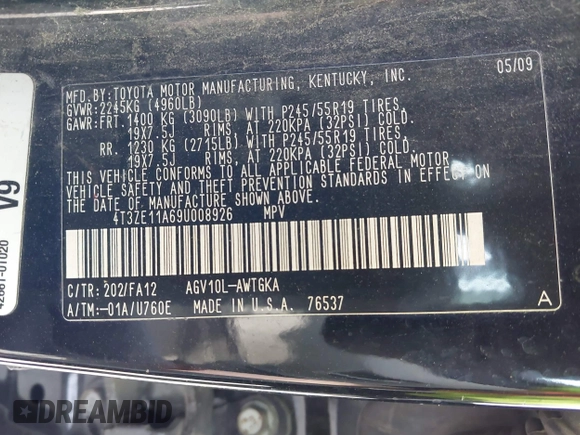 MFD.BY:TOYOTA MOTOR MANUFACTURING, KENTUCKY, INC. 05/09
GVWR:2245KG (4960LB)
GAWR:FRT. 1400 KG (3090LB) WITH P245/55R19 TIRES,
19X7.5J RIMS, AT 220KPA (32PSI) COLD.
RR. 1230 KG (2715LB) WITH P245/55R19 TIRES,
19X7.5J RIMS, AT 220KPA (32PSI) COLD.
THIS VEHICLE CONFORMS TO ALL APPLICABLE FEDERAL MOTOR
VEHICLE SAFETY AND THEFT PREVENTION STANDARDS IN EFFECT ON
THE DATE OF MANUFACTURE SHOWN ABOVE.
4T3ZE11A69U008926 MPV
C/TR: 202/FA12 AGV10L-AWTGKA
A/TM:-01A/U760E MADE IN U.S.A. 76537 A
V9
42661-0T020
DREAMBID